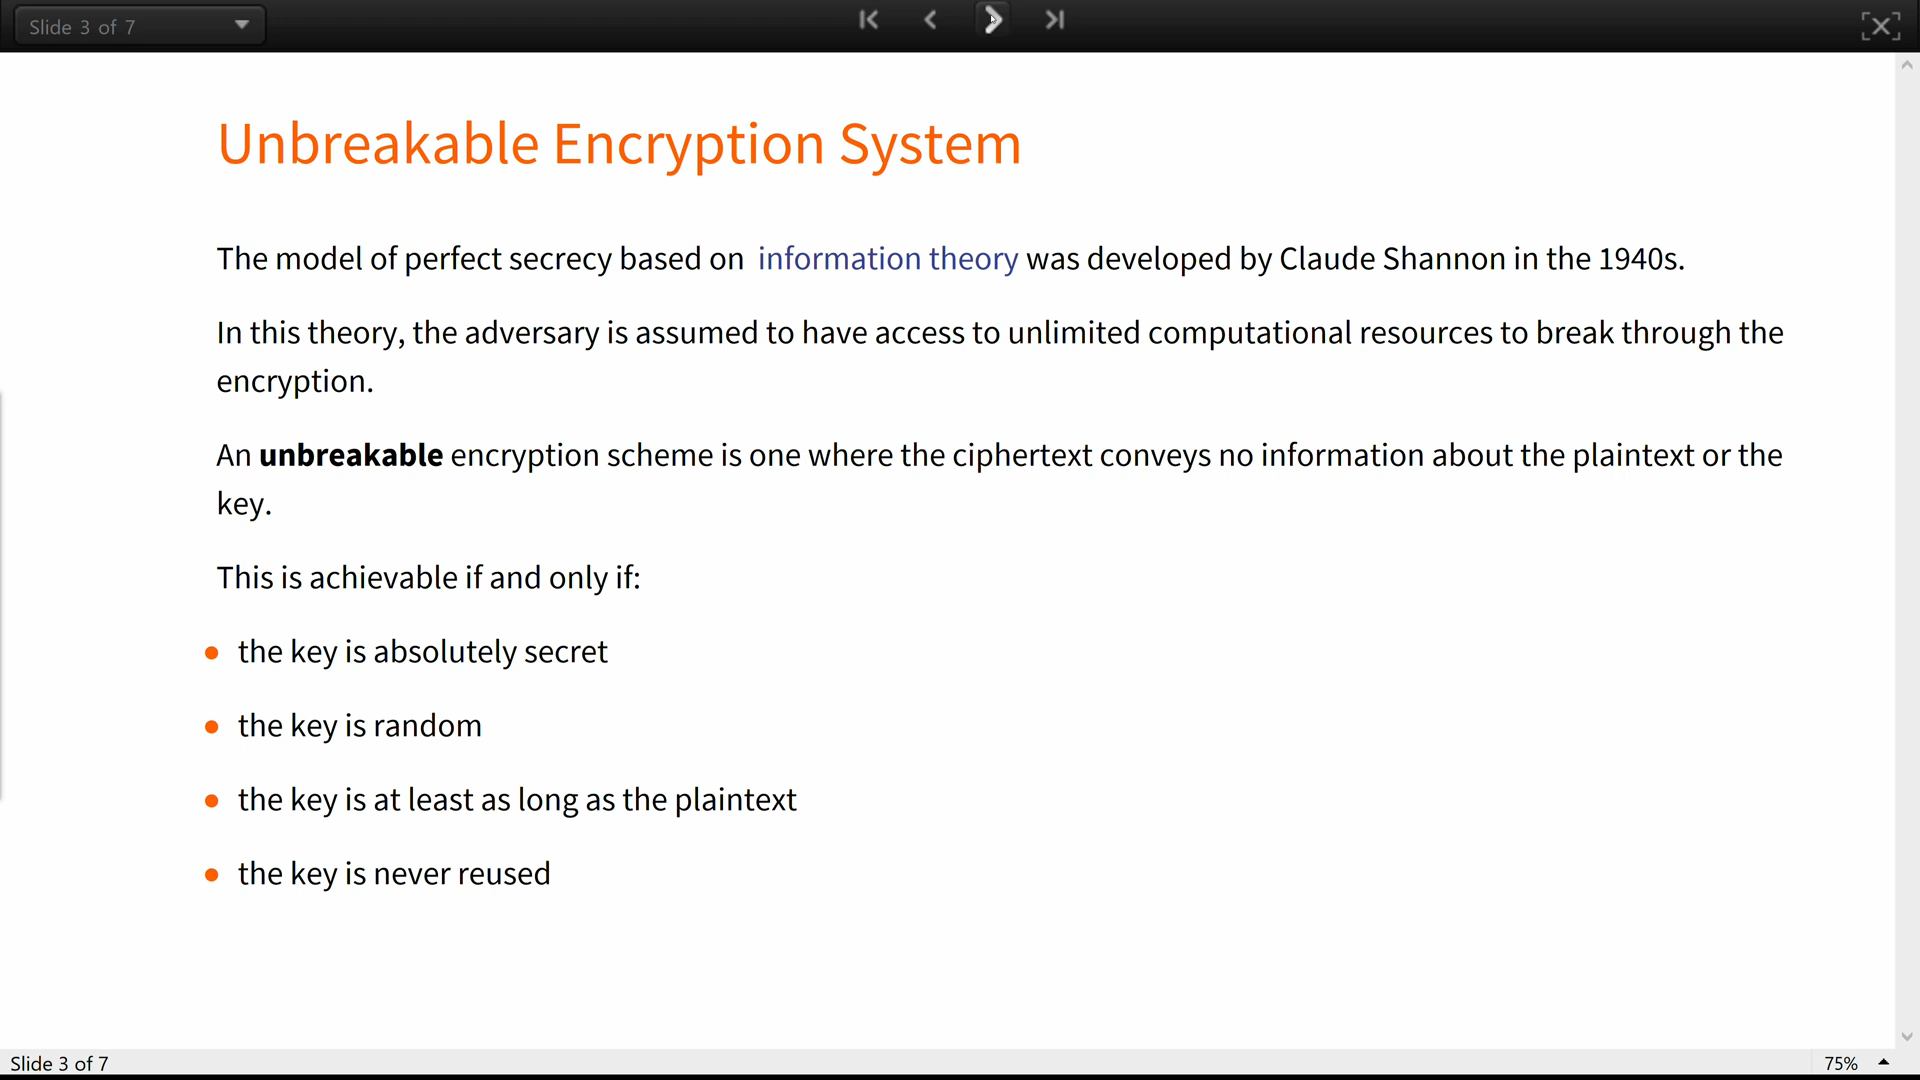 Slide 3 of 7
Unbreakable Encryption System
The model of perfect secrecy based on information theory was developed by Claude Shannon in the 1940s.
In this theory, the adversary is assumed to have access to unlimited computational resources to break through the
encryption.
An unbreakable encryption scheme is one where the ciphertext conveys no information about the plaintext or the
key.
This is achievable if and only if:
the key is absolutely secret
the key is random
the key is at least as long as the plaintext
the key is never reused
Slide 3 of 7
75%